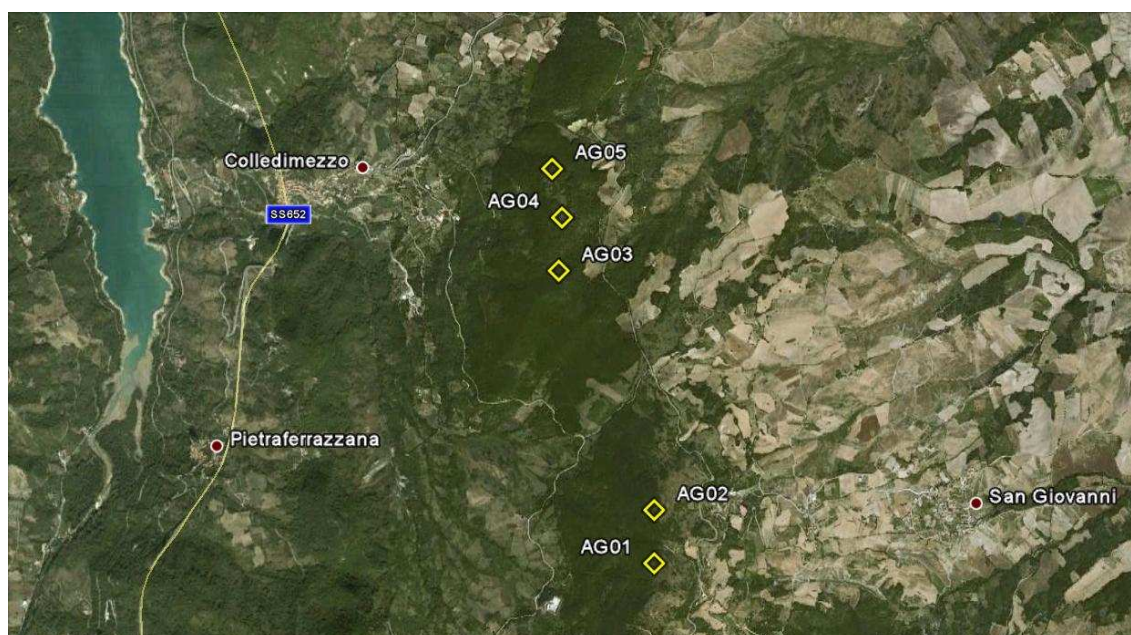 AG05
Colledimezzo
AG04
SS652
AG03
Pietraferrazzana
AG02
San Giovanni
AG01